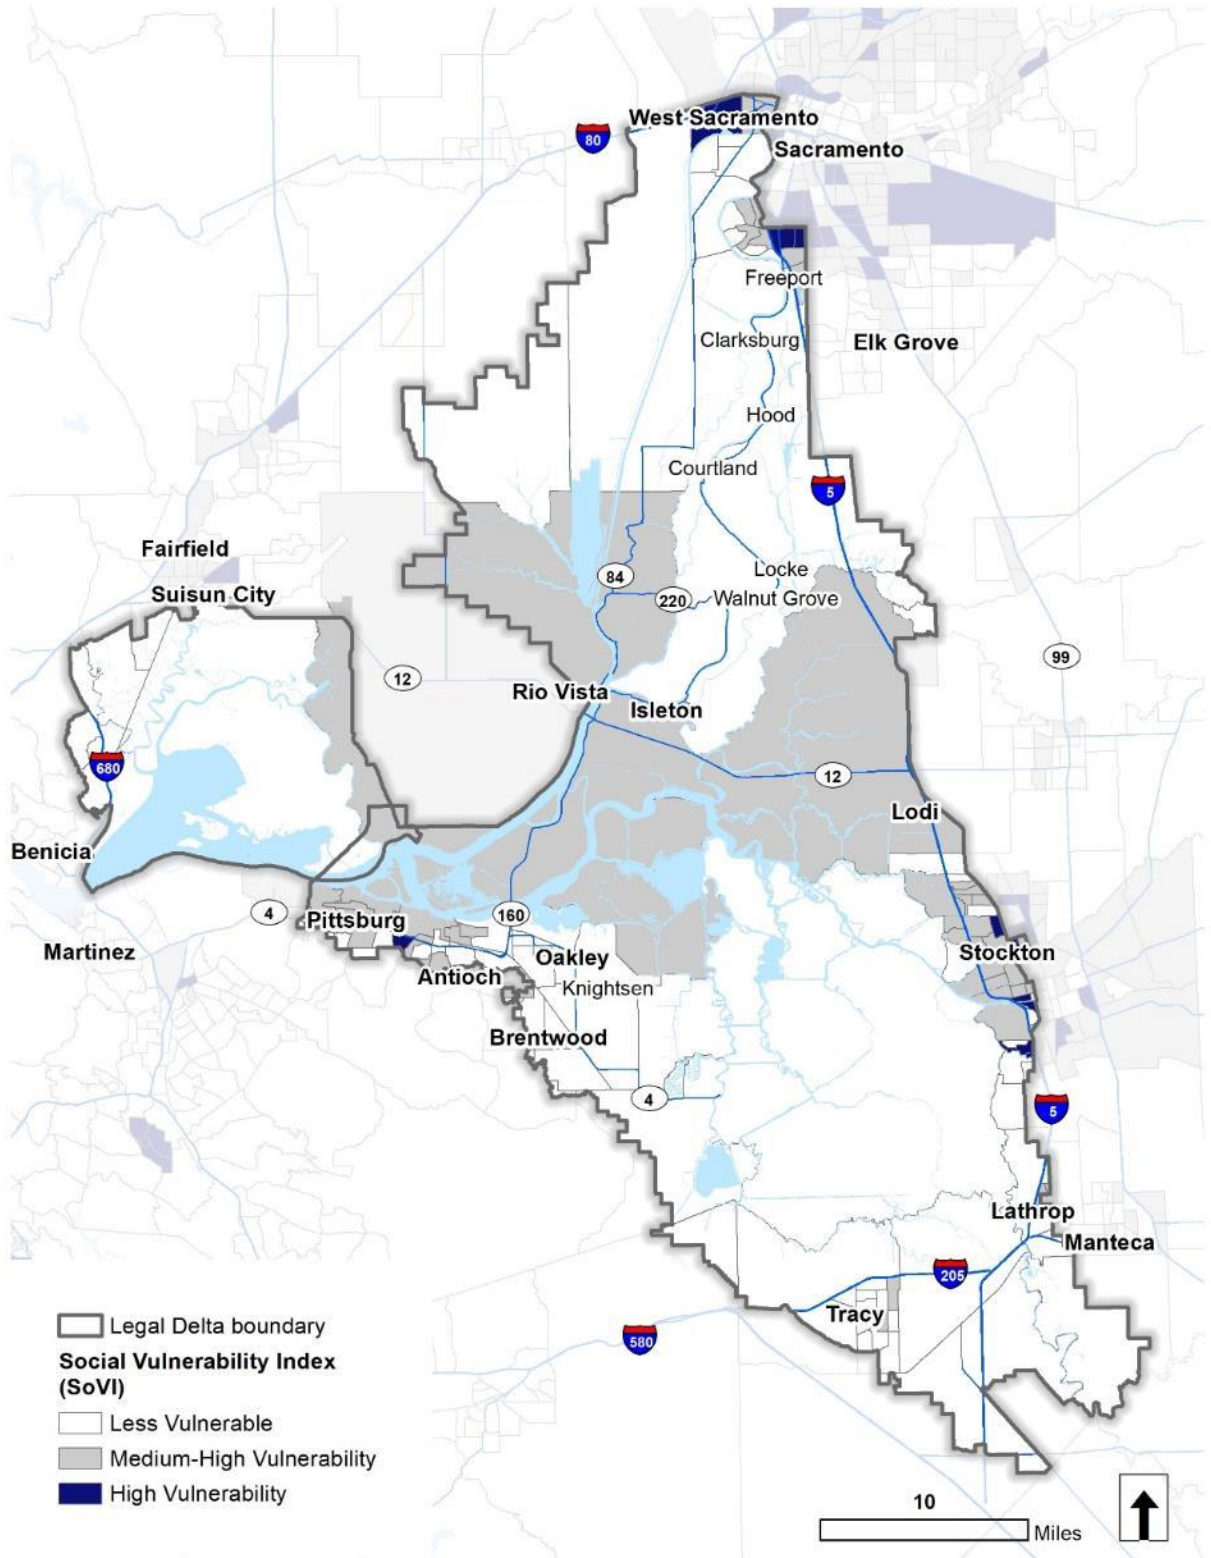 West Sacramento
80
Sacramento
Freeport
Clarksburg
Elk Grove
Hood
Courtland
5
Fairfield
Locke
84
Suisun City
220
Walnut Grove
99
12
Rio Vista
Isleton
680
12
Lodi
Benicia
4
Pittsburg
160
Martinez
Stockton
Oakley
Antioch
Knightsen
Brentwood
4
5
Lathrop
Manteca
205
Tracy
580
Legal Delta boundary
Social Vulnerability Index
(SoVI)
Less Vulnerable
Medium-High Vulnerability
High Vulnerability
10
Miles